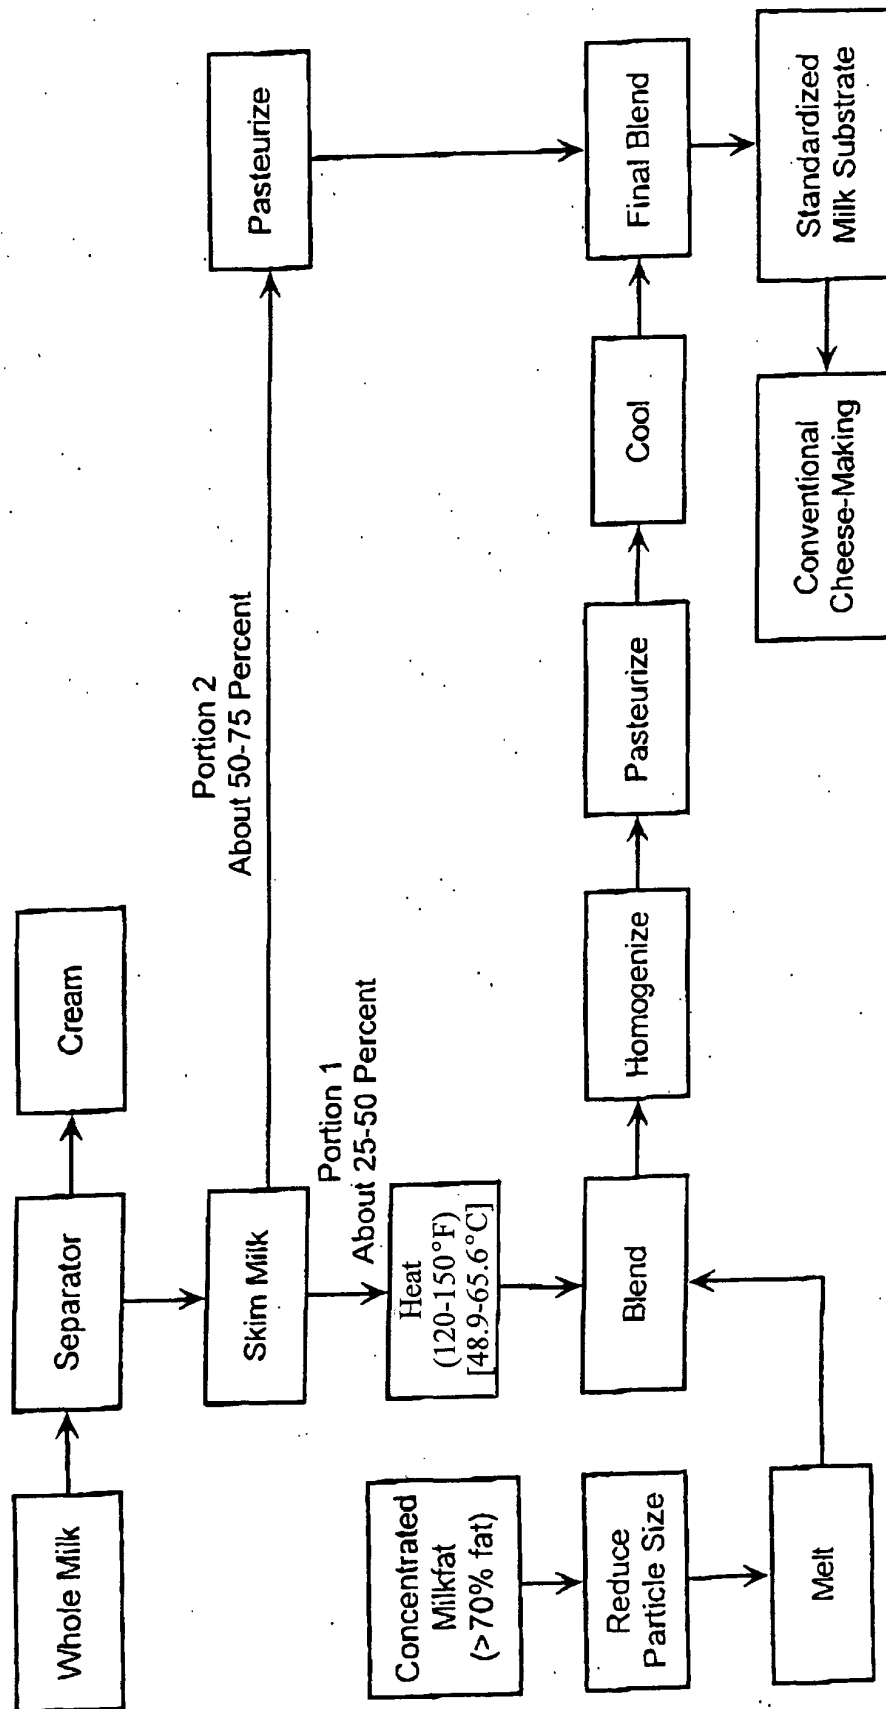 Whole Milk
Separator
Cream
Skim Milk
Portion 2
About 50-75 Percent
Pasteurize
Portion 1
About 25-50 Percent
Heat
(120-150°F)
[48.9-65.6°C]
Concentrated
Milkfat
(>70% fat)
Reduce
Particle Size
Melt
Blend
Homogenize
Pasteurize
Cool
Final Blend
Standardized
Milk Substrate
Conventional
Cheese-Making